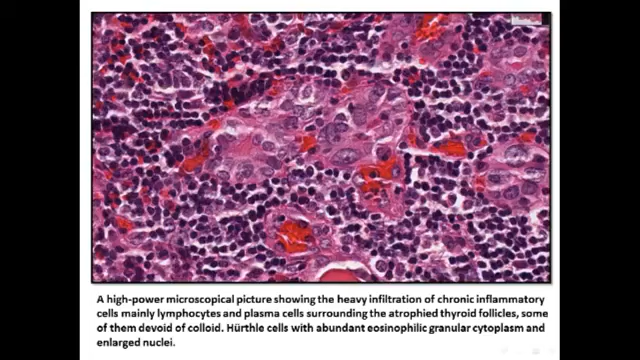 A high-power microscopical picture showing the heavy infiltration of chronic inflammatory
cells mainly lymphocytes and plasma cells surrounding the atrophied thyroid follicles, some
of them devoid of colloid. Hürthle cells with abundant eosinophilic granular cytoplasm and
enlarged nuclei.